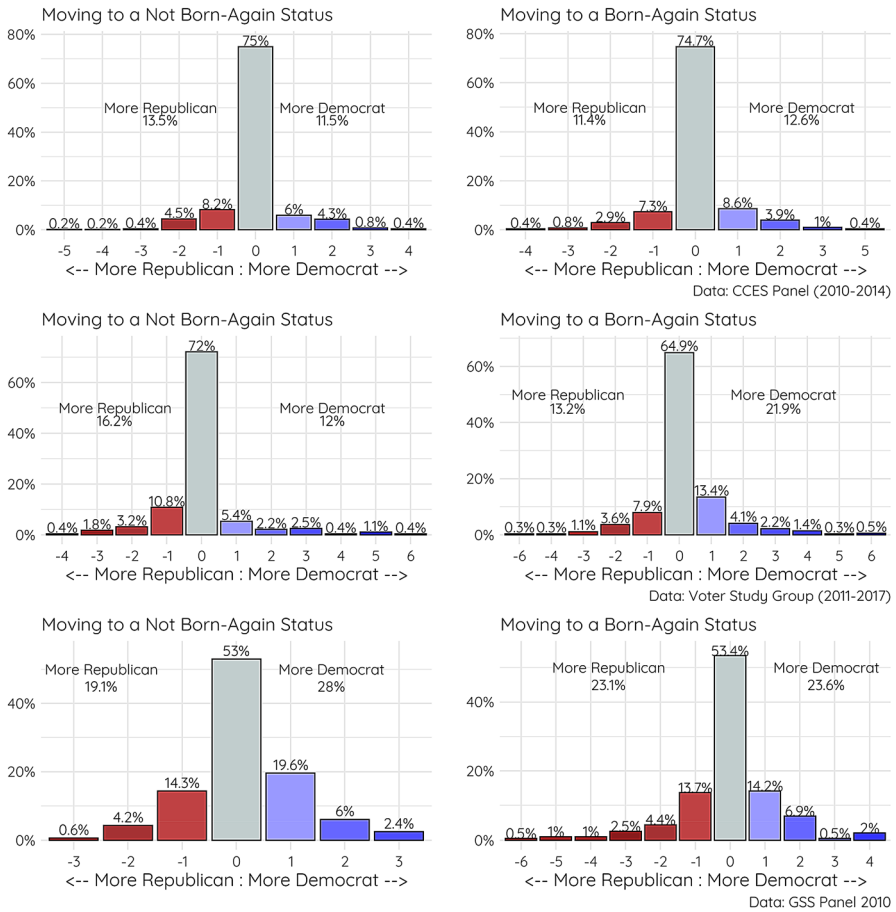 Moving to a Not Born-Again Status
80%
60%
40%
20%
0%
More Republican
13.5%
More Democrat
11.5%
0.2% 0.2% 0.4% 4.5% 8.2% 75% 6% 4.3% 0.8% 0.4%
-5 -4 -3 -2 -1 0 1 2 3 4
<-- More Republican : More Democrat -->
Moving to a Born-Again Status
80%
60%
40%
20%
0%
More Republican
11.4%
More Democrat
12.6%
0.4% 0.8% 2.9% 7.3% 74.7% 8.6% 3.9% 1% 0.4%
-4 -3 -2 -1 0 1 2 3 5
<-- More Republican : More Democrat -->
Data: CCES Panel (2010-2014)
Moving to a Not Born-Again Status
60%
40%
20%
0%
More Republican
16.2%
More Democrat
12%
0.4% 1.8% 3.2% 10.8% 72% 5.4% 2.2% 2.5% 0.4% 1.1% 0.4%
-4 -3 -2 -1 0 1 2 3 4 5 6
<-- More Republican : More Democrat -->
Moving to a Born-Again Status
60%
40%
20%
0%
More Republican
13.2%
More Democrat
21.9%
0.3% 0.3% 1.1% 3.6% 7.9% 64.9% 13.4% 4.1% 2.2% 1.4% 0.3% 0.5%
-6 -4 -3 -2 -1 0 1 2 3 4 5 6
<-- More Republican : More Democrat -->
Data: Voter Study Group (2011-2017)
Moving to a Not Born-Again Status
40%
20%
0%
More Republican
19.1%
More Democrat
28%
0.6% 4.2% 14.3% 53% 19.6% 6% 2.4%
-3 -2 -1 0 1 2 3
<-- More Republican : More Democrat -->
Moving to a Born-Again Status
40%
20%
0%
More Republican
23.1%
More Democrat
23.6%
0.5% 1% 1% 2.5% 4.4% 13.7% 53.4% 14.2% 6.9% 0.5% 2%
-6 -5 -4 -3 -2 -1 0 1 2 3 4
<-- More Republican : More Democrat -->
Data: GSS Panel 2010